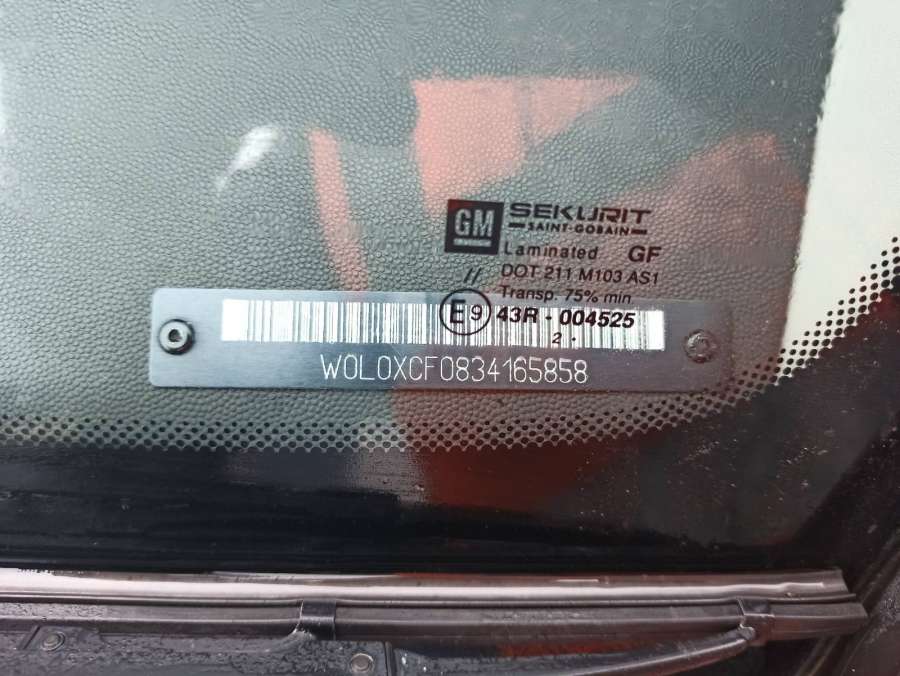 GM
SEKURIT
SAINT-GOBAIN
Laminated GF
// DOT 211 M103 AS1
Transp. 75% min.
E9 43R - 004525
2 .
W0L0XCF0834165858